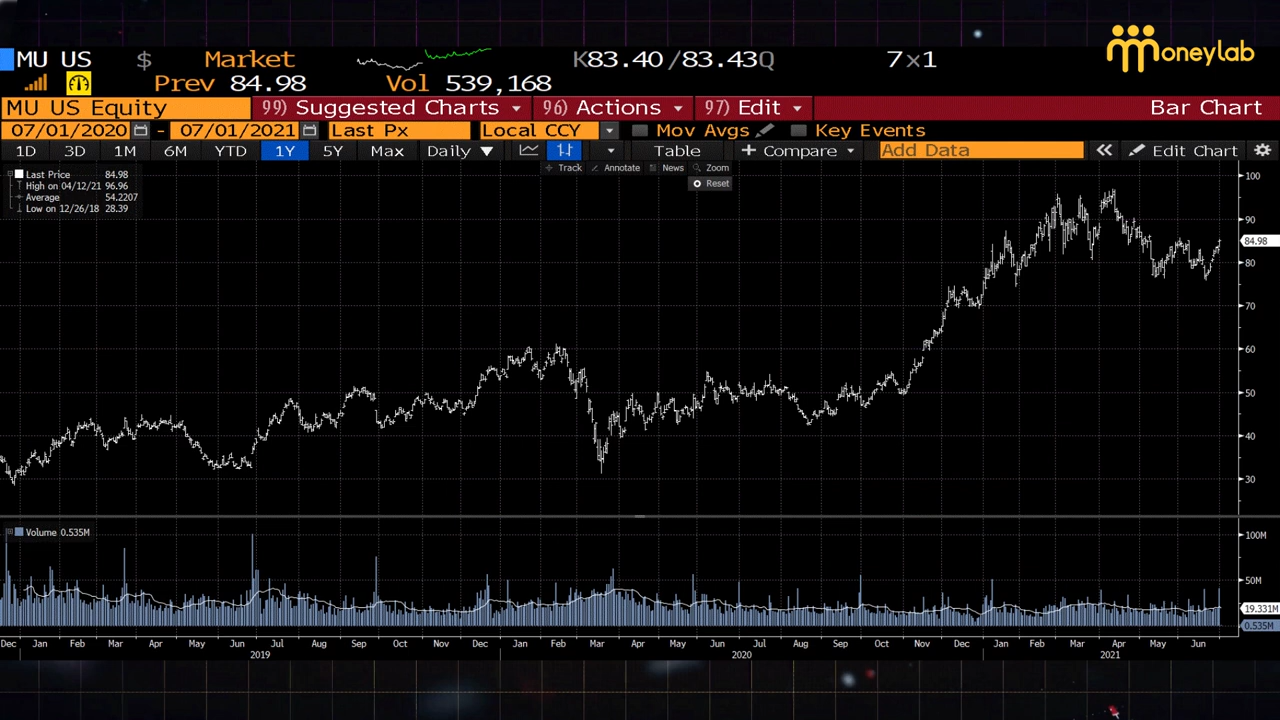 Moneylab
MU US $ Market K83.40/83.43Q 7×1
Prev 84.98 Vol 539,168
MU US Equity 99) Suggested Charts 96) Actions 97) Edit Bar Chart
07/01/2020 - 07/01/2021 Last Px Local CCY Mov Avgs Key Events
1D 3D 1M 6M YTD 1Y 5Y Max Daily ▼ Table + Compare Add Data « Edit Chart
Track Annotate News Zoom
Reset
Last Price 84.98
High on 04/12/21 96.96
Average 54.2207
Low on 12/26/18 28.39
100
90
84.98
80
70
60
50
40
30
Volume 0.535M
100M
50M
19.331M
0.535M
Dec Jan Feb Mar Apr May Jun Jul Aug Sep Oct Nov Dec Jan Feb Mar Apr May Jun Jul Aug Sep Oct Nov Dec Jan Feb Mar Apr May Jun
2019 2020 2021